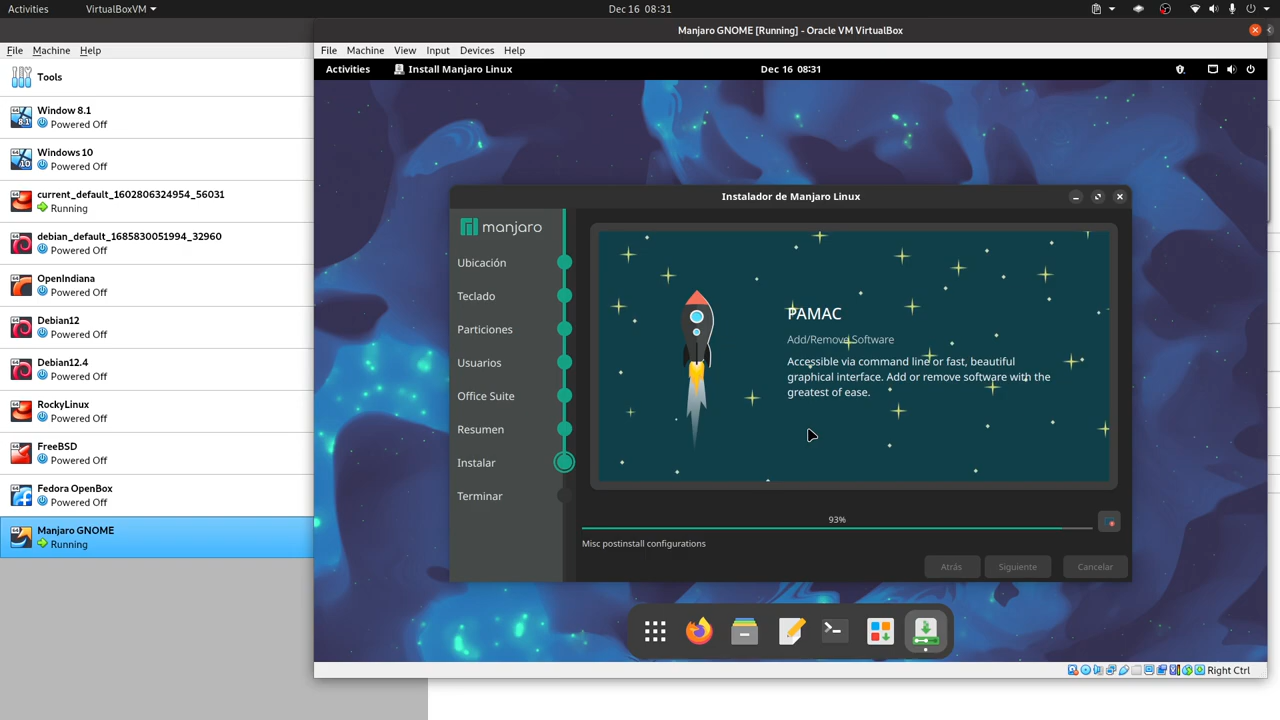 Activities
VirtualBoxVM
Dec 16 08:31
Manjaro GNOME [Running] - Oracle VM VirtualBox
File Machine Help
File Machine View Input Devices Help
Activities
Install Manjaro Linux
Dec 16 08:31
Tools
Window 8.1
Powered Off
Windows 10
Powered Off
current_default_1602806324954_56031
Running
debian_default_1685830051994_32960
Powered Off
OpenIndiana
Powered Off
Debian12
Powered Off
Debian12.4
Powered Off
RockyLinux
Powered Off
FreeBSD
Powered Off
Fedora OpenBox
Powered Off
Manjaro GNOME
Running
Instalador de Manjaro Linux
manjaro
Ubicación
Teclado
Particiones
Usuarios
Office Suite
Resumen
Instalar
Terminar
PAMAC
Add/Remove Software
Accessible via command line or fast, beautiful
graphical interface. Add or remove software with the
greatest of ease.
93%
Misc postinstall configurations
Atrás
Siguiente
Cancelar
Right Ctrl